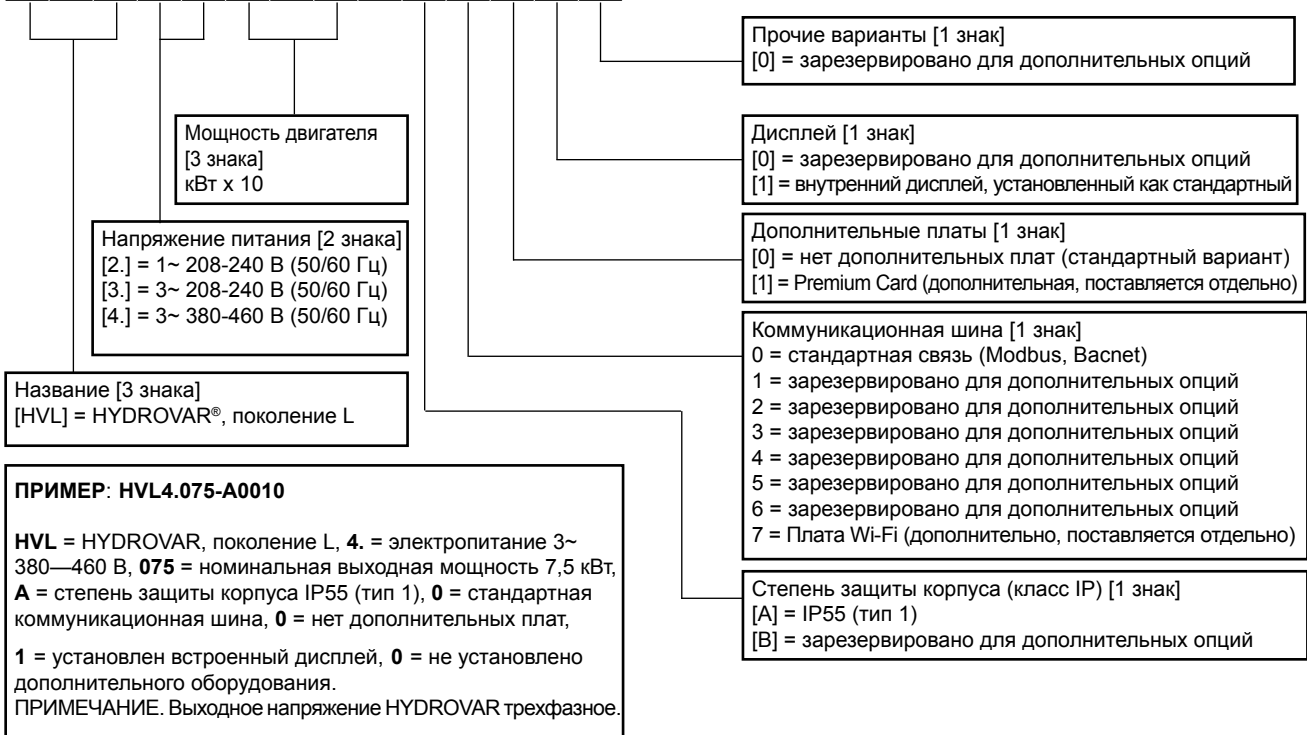 Прочие варианты [1 знак]
[0] = зарезервировано для дополнительных опций
Мощность двигателя
[3 знака]
кВт x 10
Дисплей [1 знак]
[0] = зарезервировано для дополнительных опций
[1] = внутренний дисплей, установленный как стандартный
Напряжение питания [2 знака]
[2.] = 1~ 208-240 В (50/60 Гц)
[3.] = 3~ 208-240 В (50/60 Гц)
[4.] = 3~ 380-460 В (50/60 Гц)
Дополнительные платы [1 знак]
[0] = нет дополнительных плат (стандартный вариант)
[1] = Premium Card (дополнительная, поставляется отдельно)
Название [3 знака]
[HVL] = HYDROVAR®, поколение L
Коммуникационная шина [1 знак]
0 = стандартная связь (Modbus, Bacnet)
1 = зарезервировано для дополнительных опций
2 = зарезервировано для дополнительных опций
3 = зарезервировано для дополнительных опций
4 = зарезервировано для дополнительных опций
5 = зарезервировано для дополнительных опций
6 = зарезервировано для дополнительных опций
7 = Плата Wi-Fi (дополнительно, поставляется отдельно)
ПРИМЕР: HVL4.075-A0010
HVL = HYDROVAR, поколение L, 4. = электропитание 3~
380—460 В, 075 = номинальная выходная мощность 7,5 кВт,
A = степень защиты корпуса IP55 (тип 1), 0 = стандартная
коммуникационная шина, 0 = нет дополнительных плат,
1 = установлен встроенный дисплей, 0 = не установлено
дополнительного оборудования.
ПРИМЕЧАНИЕ. Выходное напряжение HYDROVAR трехфазное.
Степень защиты корпуса (класс IP) [1 знак]
[A] = IP55 (тип 1)
[B] = зарезервировано для дополнительных опций